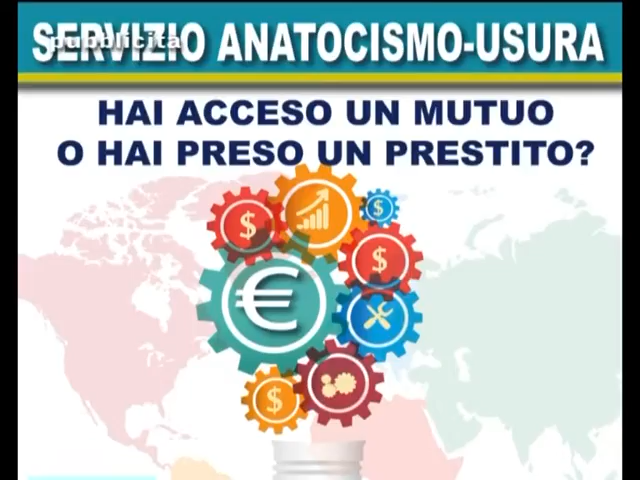 SERVIZIO ANATOCISMO-USURA
pubblicità
HAI ACCESO UN MUTUO
O HAI PRESO UN PRESTITO?
$
$
$
€
$